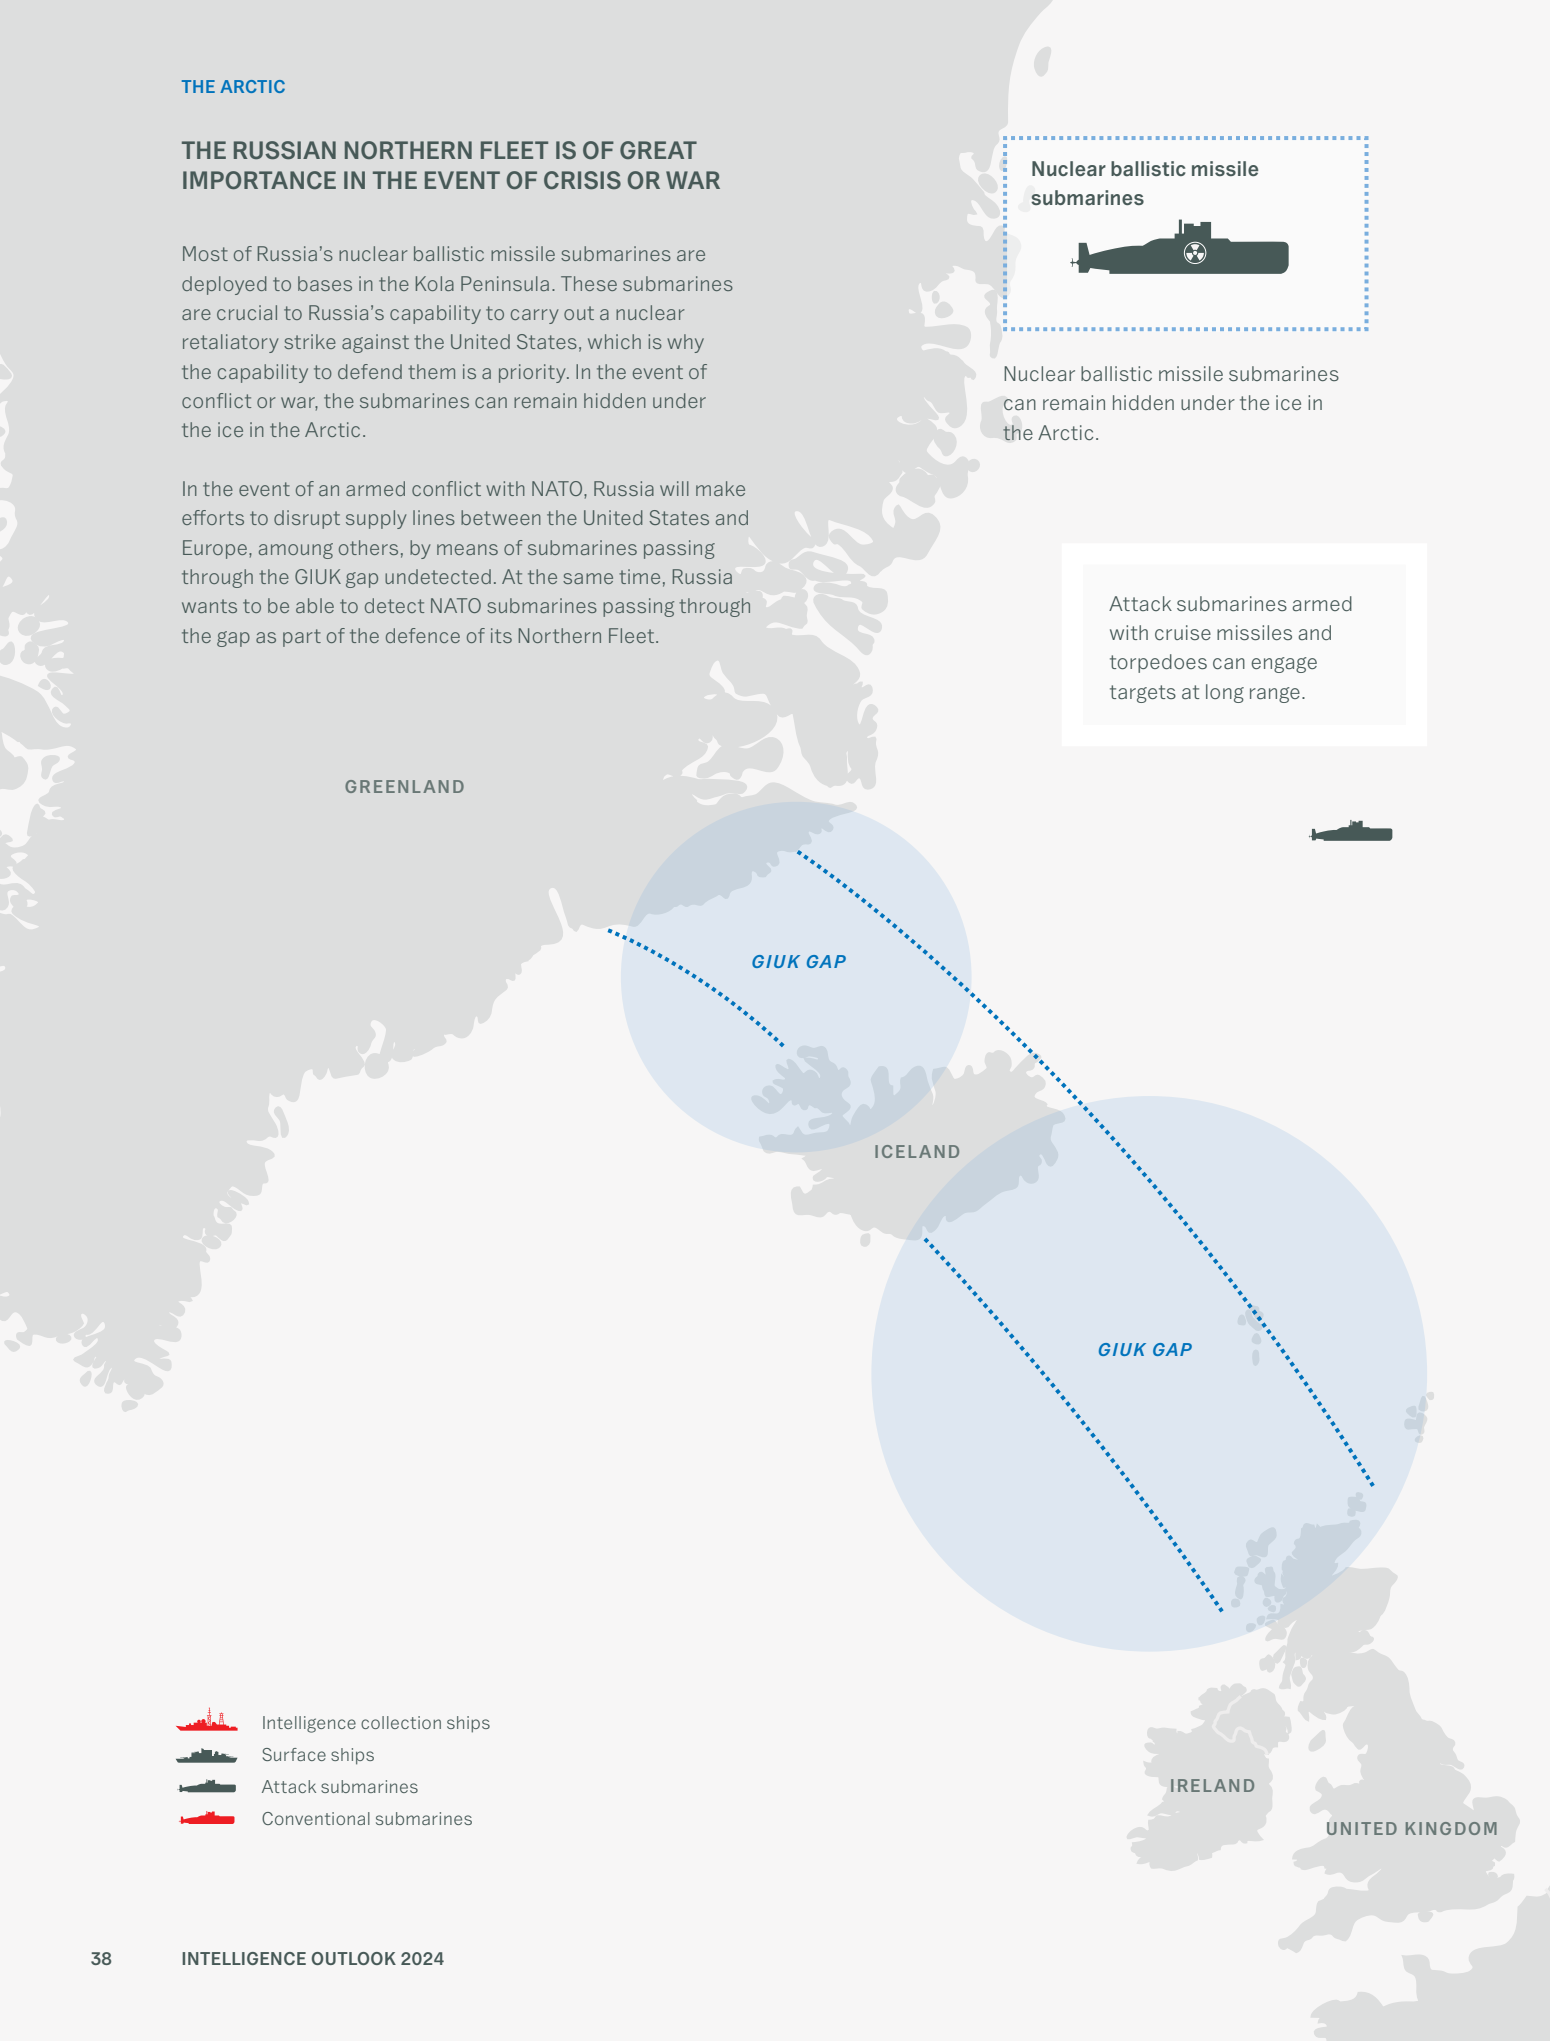 THE ARCTIC
THE RUSSIAN NORTHERN FLEET IS OF GREAT
IMPORTANCE IN THE EVENT OF CRISIS OR WAR
Most of Russia's nuclear ballistic missile submarines are
deployed to bases in the Kola Peninsula. These submarines
are crucial to Russia's capability to carry out a nuclear
retaliatory strike against the United States, which is why
the capability to defend them is a priority. In the event of
conflict or war, the submarines can remain hidden under
the ice in the Arctic.
In the event of an armed conflict with NATO, Russia will make
efforts to disrupt supply lines between the United States and
Europe, amoung others, by means of submarines passing
through the GIUK gap undetected. At the same time, Russia
wants to be able to detect NATO submarines passing through
the gap as part of the defence of its Northern Fleet.
Nuclear ballistic missile
submarines
Nuclear ballistic missile submarines
can remain hidden under the ice in
the Arctic.
Attack submarines armed
with cruise missiles and
torpedoes can engage
targets at long range.
GREENLAND
GIUK GAP
ICELAND
GIUK GAP
IRELAND
UNITED KINGDOM
Intelligence collection ships
Surface ships
Attack submarines
Conventional submarines
38 INTELLIGENCE OUTLOOK 2024